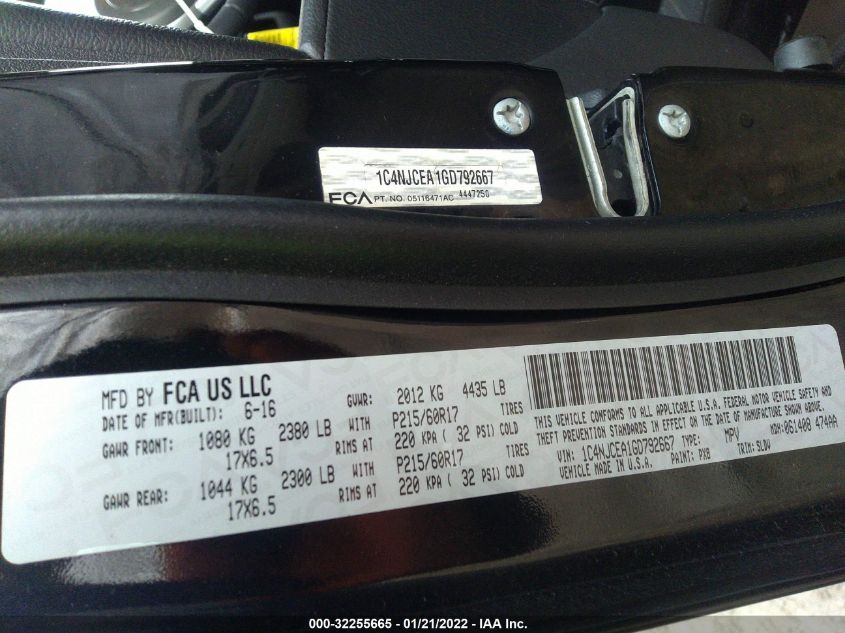 1C4NJCEA1GD792667
FCA PT. NO. 05116471AC 4447250
MFD BY FCA US LLC
DATE OF MFR(BUILT): 6-16 GVWR: 2012 KG 4435 LB
GAWR FRONT: 1080 KG 2380 LB WITH P215/60R17 TIRES
17X6.5 RIMS AT 220 KPA ( 32 PSI) COLD
GAWR REAR: 1044 KG 2300 LB WITH P215/60R17 TIRES
17X6.5 RIMS AT 220 KPA ( 32 PSI) COLD
THIS VEHICLE CONFORMS TO ALL APPLICABLE U.S.A. FEDERAL MOTOR VEHICLE SAFETY AND
THEFT PREVENTION STANDARDS IN EFFECT ON THE DATE OF MANUFACTURE SHOWN ABOVE.
VIN: 1C4NJCEA1GD792667 TYPE: MPV MDH: 061408 474AA
VEHICLE MADE IN U.S.A. PAINT: PX8 TRIM: SLDW
000-32255665 - 01/21/2022 - IAA Inc.